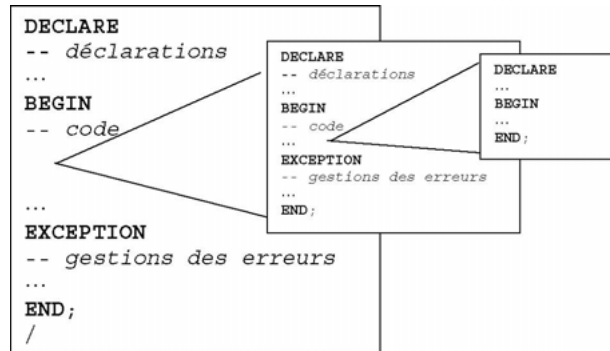 DECLARE
-- déclarations
...
BEGIN
-- code
...
EXCEPTION
-- gestions des erreurs
...
END;
/
DECLARE
-- déclarations
...
BEGIN
-- code
...
EXCEPTION
-- gestions des erreurs
...
END;
DECLARE
...
BEGIN
...
END;